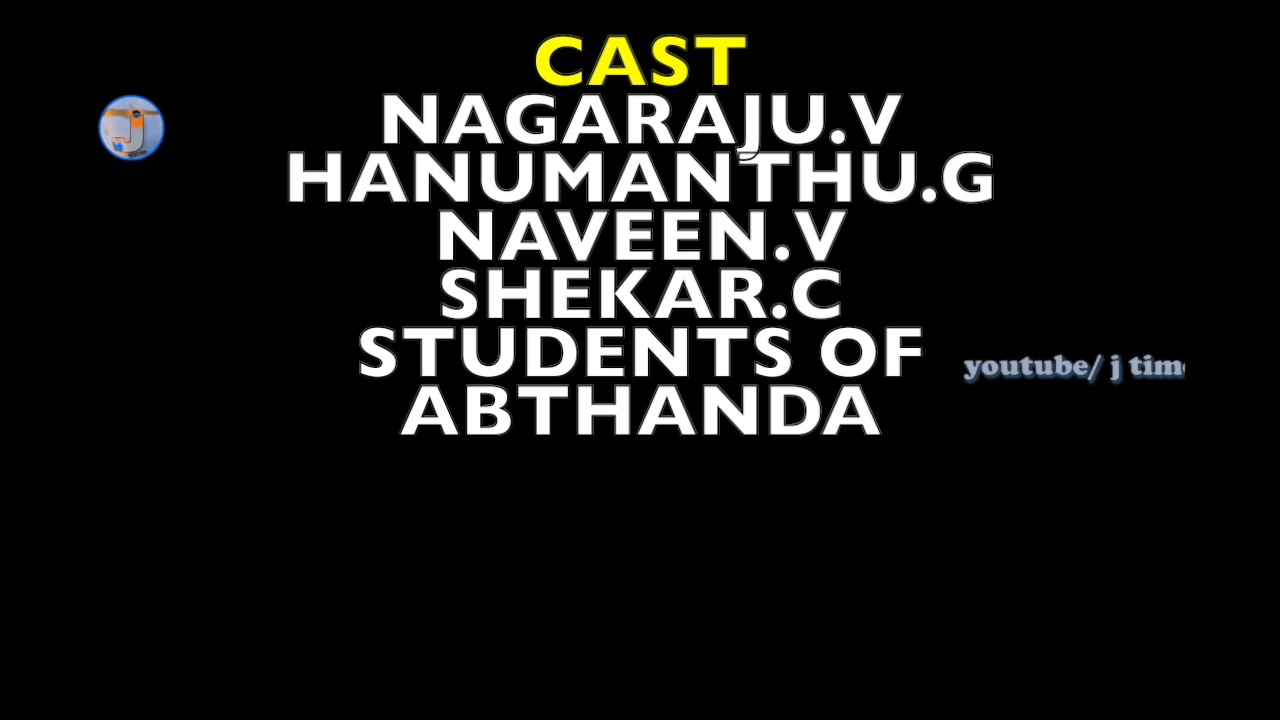 CAST
NAGARAJU.V
HANUMANTHU.G
NAVEEN.V
SHEKAR.C
STUDENTS OF
ABTHANDA
youtube/ j